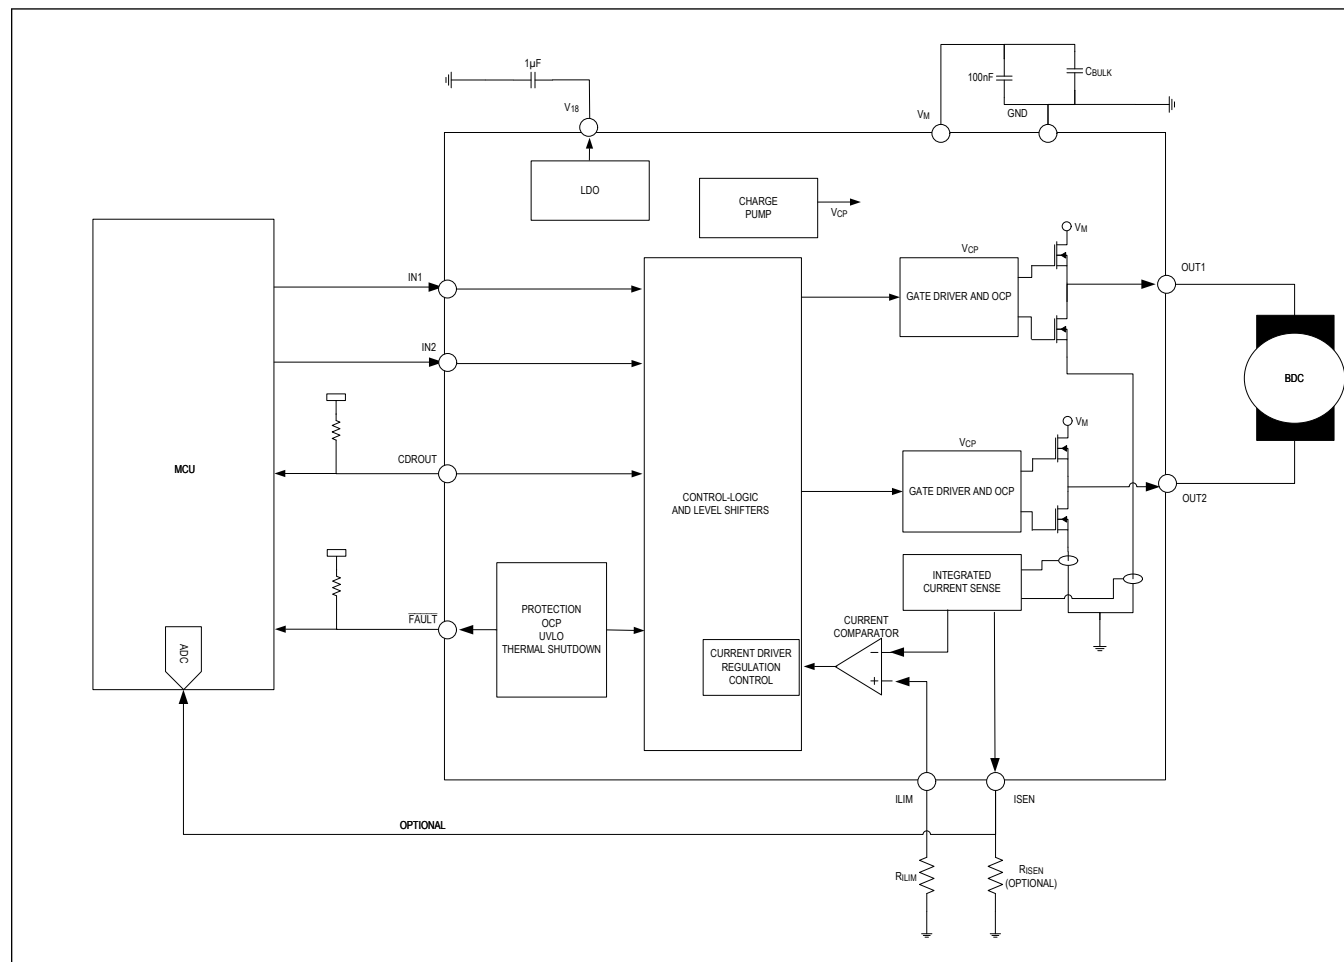 1µF
CBULK
100nF
V18
VM
GND
LDO
CHARGE
PUMP
VCP
VM
IN1
VCP
OUT1
GATE DRIVER AND OCP
IN2
BDC
VM
VCP
MCU
CDROUT
GATE DRIVER AND OCP
OUT2
CONTROL-LOGIC
AND LEVEL SHIFTERS
INTEGRATED
CURRENT SENSE
FAULT
PROTECTION
OCP
UVLO
THERMAL SHUTDOWN
CURRENT
COMPARATOR
ADC
CURRENT DRIVER
REGULATION
CONTROL
−
+
ILIM
ISEN
OPTIONAL
RILIM
RISEN
(OPTIONAL)